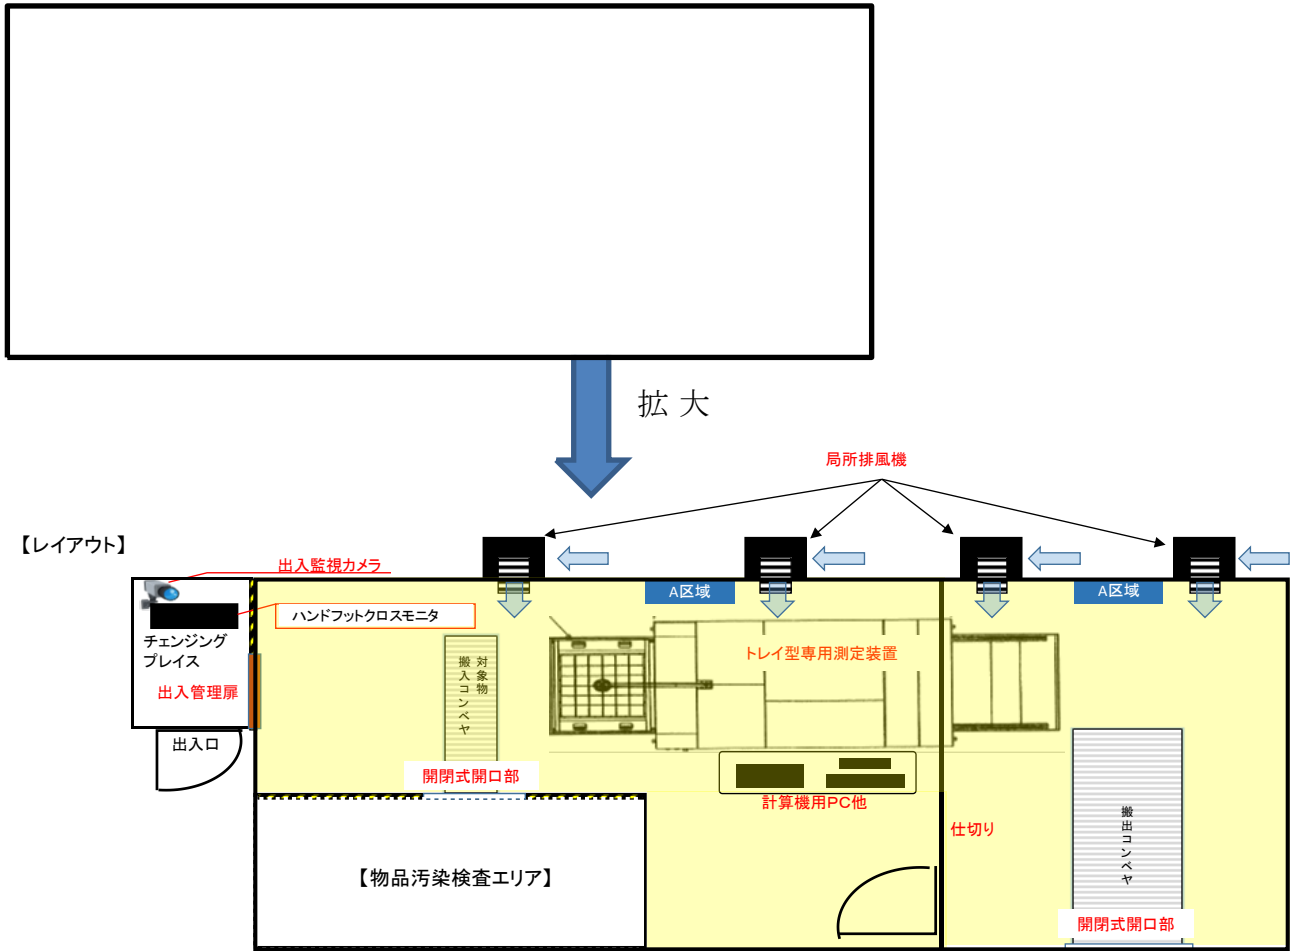 拡大
局所排風機
【レイアウト】
出入監視カメラ
A区域
A区域
ハンドフットクロスモニタ
チェンジング
プレイス
出入管理扉
出入口
対象物
搬入コンベヤ
トレイ型専用測定装置
開閉式開口部
計算機用PC他
仕切り
搬出コンベヤ
【物品汚染検査エリア】
開閉式開口部